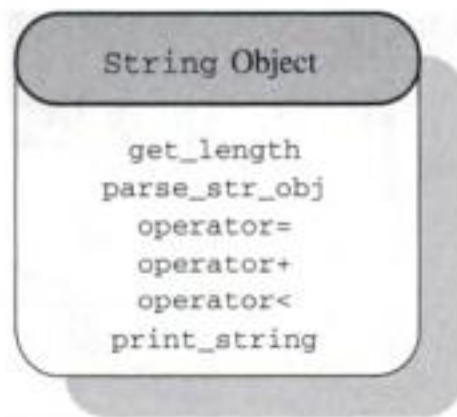 String Object
get_length
parse_str_obj
operator=
operator+
operator<
print_string